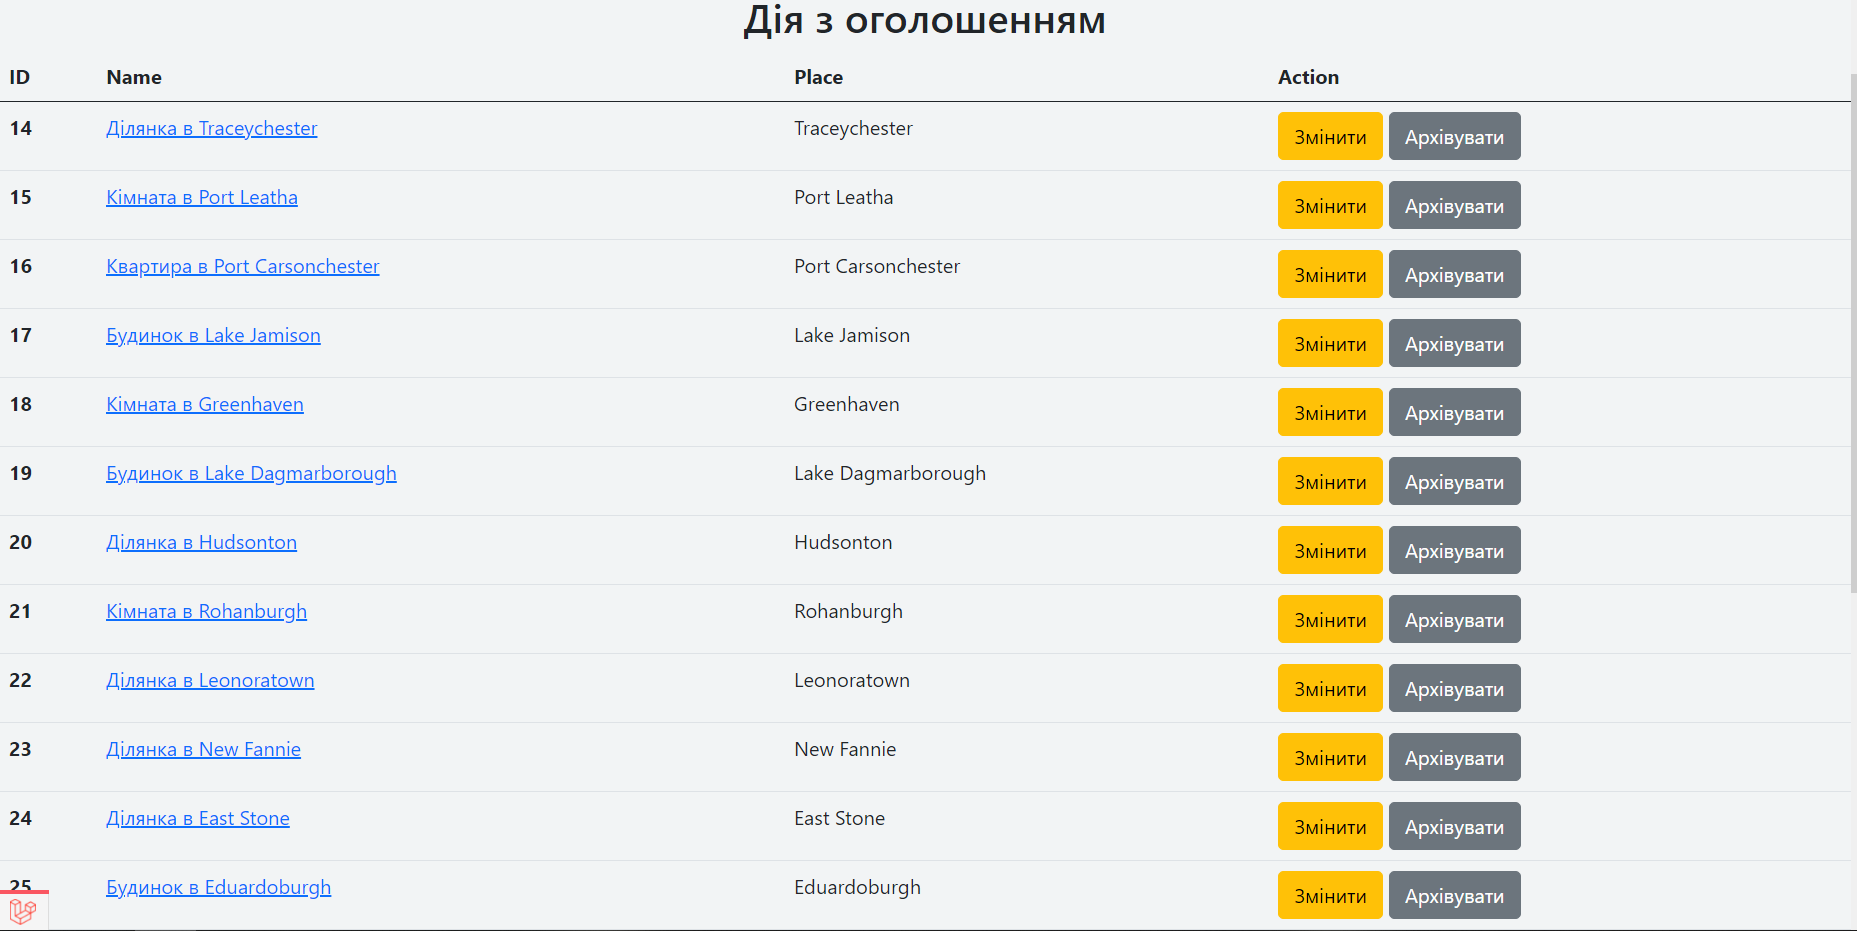 Дія з оголошенням
ID Name Place Action
14 Ділянка в Traceychester Traceychester Змінити Архівувати
15 Кімната в Port Leatha Port Leatha Змінити Архівувати
16 Квартира в Port Carsonchester Port Carsonchester Змінити Архівувати
17 Будинок в Lake Jamison Lake Jamison Змінити Архівувати
18 Кімната в Greenhaven Greenhaven Змінити Архівувати
19 Будинок в Lake Dagmarborough Lake Dagmarborough Змінити Архівувати
20 Ділянка в Hudsonton Hudsonton Змінити Архівувати
21 Кімната в Rohanburgh Rohanburgh Змінити Архівувати
22 Ділянка в Leonoratown Leonoratown Змінити Архівувати
23 Ділянка в New Fannie New Fannie Змінити Архівувати
24 Ділянка в East Stone East Stone Змінити Архівувати
25 Будинок в Eduardoburgh Eduardoburgh Змінити Архівувати